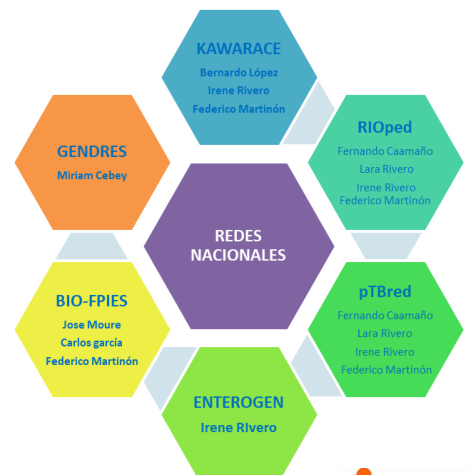 KAWARACE
Bernardo López
Irene Rivero
Federico Martinón
RIOped
Fernando Caamaño
Lara Rivero
Irene Rivero
Federico Martinón
GENDRES
Miriam Cebey
REDES
NACIONALES
pTBred
Fernando Caamaño
Lara Rivero
Irene Rivero
Federico Martinón
BIO-FPIES
Jose Moure
Carlos garcía
Federico Martinón
ENTEROGEN
Irene RIvero